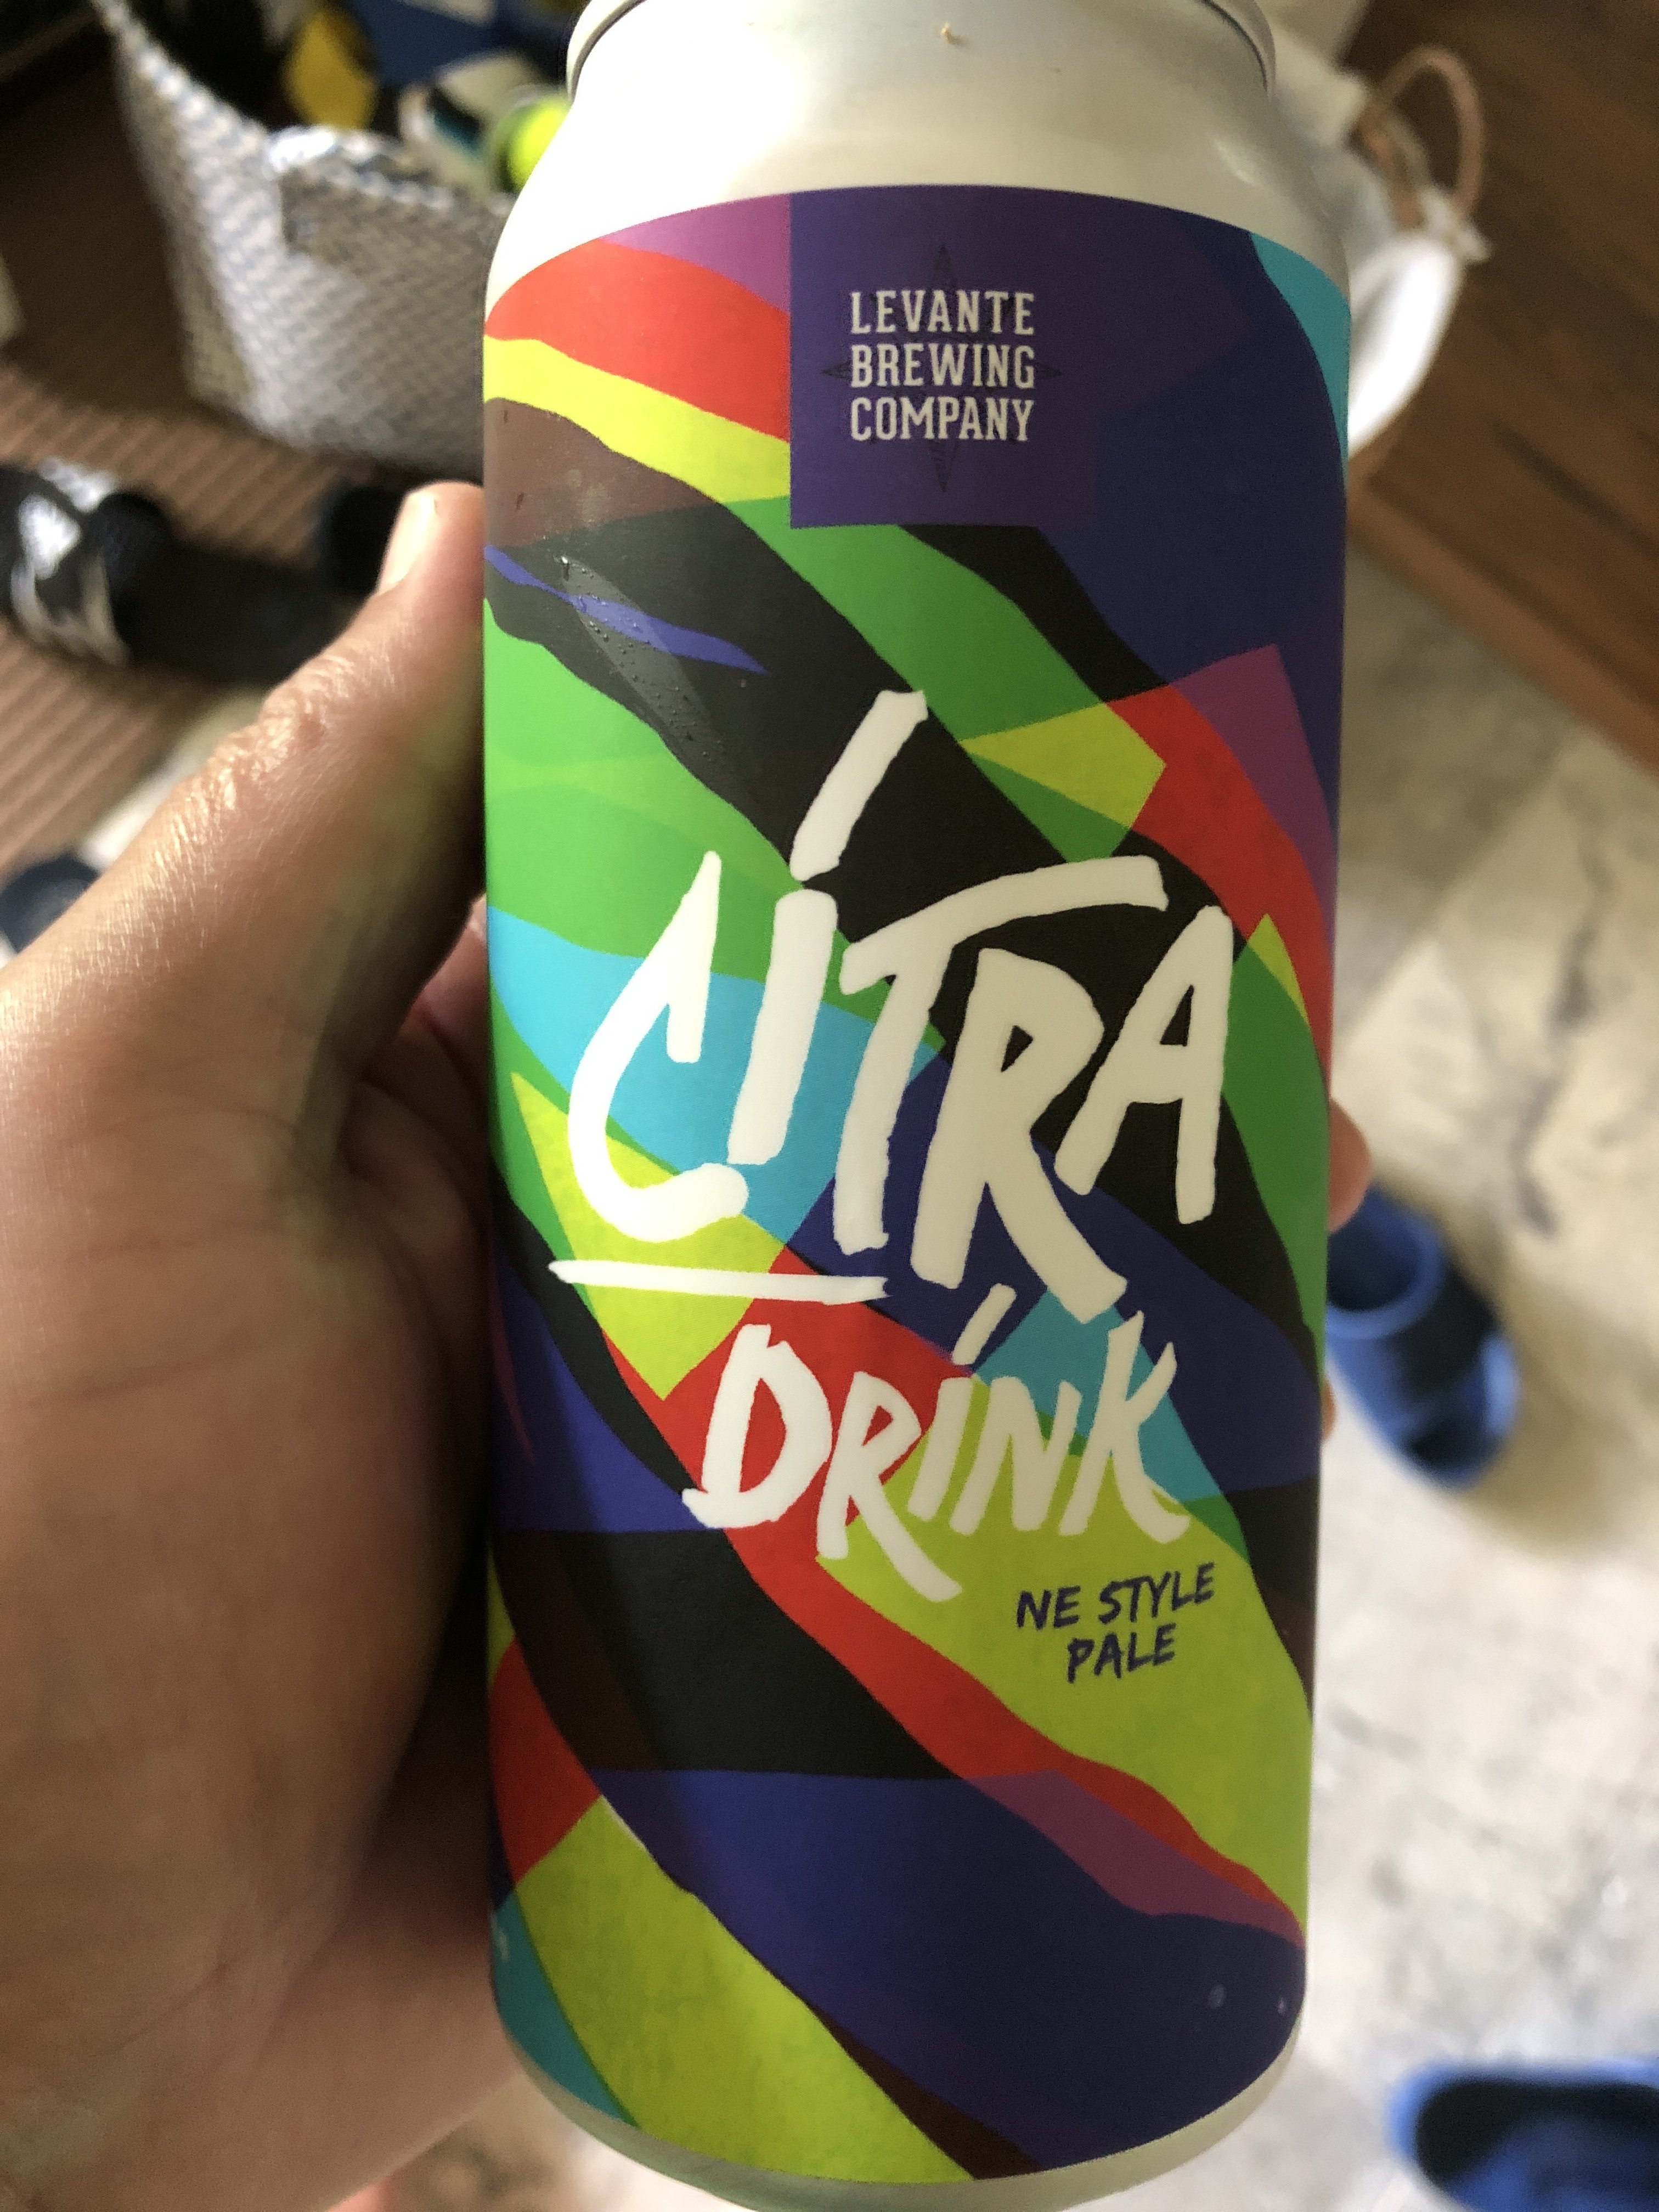 LEVANTE
BREWING
COMPANY
CITRA
DRINK
NE STYLE
PALE